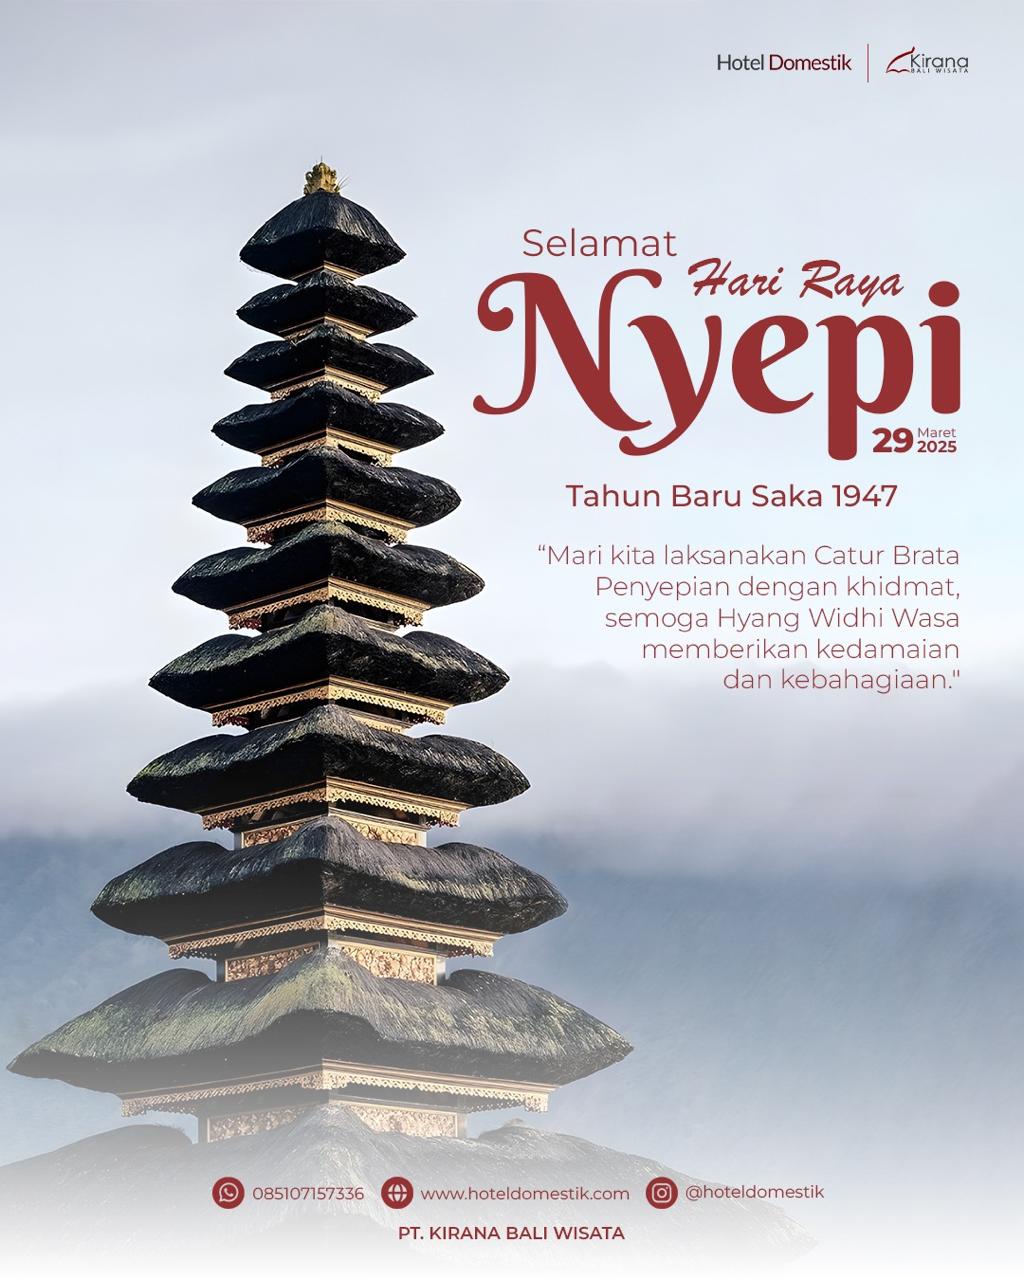 Hotel Domestik
Kirana
BALI WISATA
Selamat
Hari Raya
Nyepi
29 Maret
2025
Tahun Baru Saka 1947
“Mari kita laksanakan Catur Brata
Penyepian dengan khidmat,
semoga Hyang Widhi Wasa
memberikan kedamaian
dan kebahagiaan."
085107157336 www.hoteldomestik.com @hoteldomestik
PT. KIRANA BALI WISATA